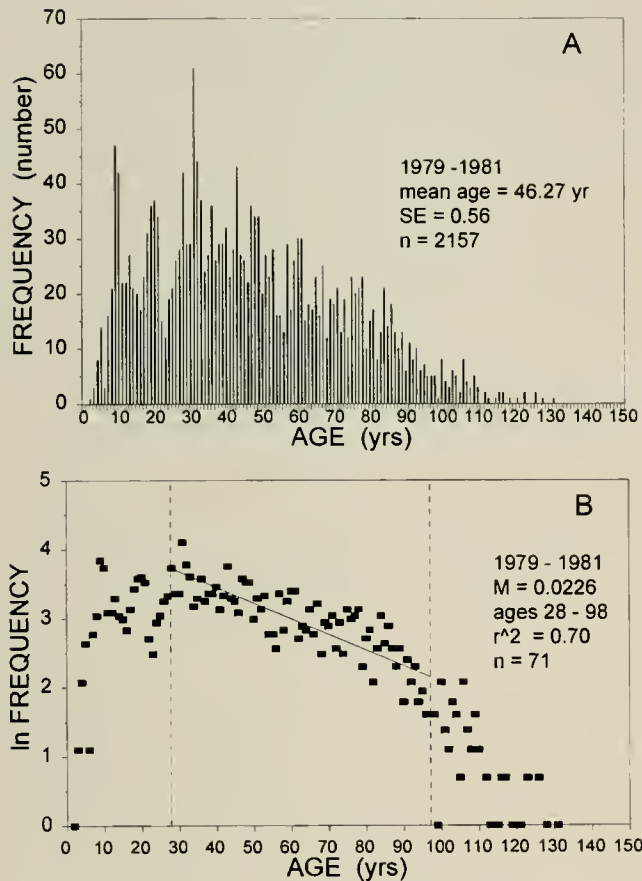 A
FREQUENCY (number)
70
60
50
40
30
20
10
0
1979 - 1981
mean age = 46.27 yr
SE = 0.56
n = 2157
0 10 20 30 40 50 60 70 80 90 100 110 120 130 140 150
AGE (yrs)
B
ln FREQUENCY
5
4
3
2
1
0
1979 - 1981
M = 0.0226
ages 28 - 98
r^2 = 0.70
n = 71
0 10 20 30 40 50 60 70 80 90 100 110 120 130 140 150
AGE (yrs)